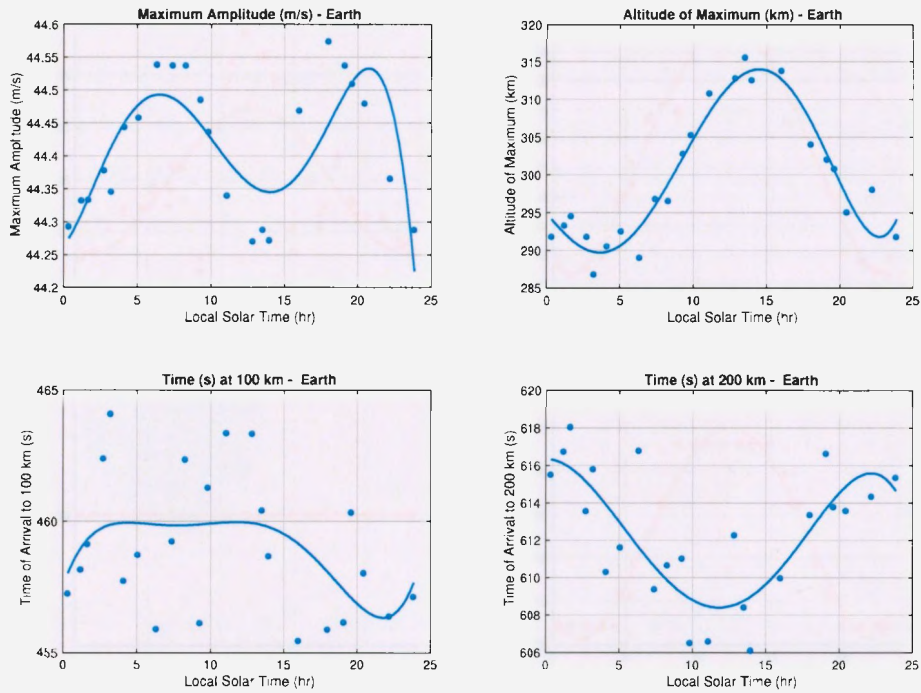 Maximum Amplitude (m/s) - Earth
44.6
44.55
44.5
44.45
44.4
44.35
44.3
44.25
44.2
Maximum Amplitude (m/s)
0 5 10 15 20 25
Local Solar Time (hr)
Altitude of Maximum (km) - Earth
320
315
310
305
300
295
290
285
Altitude of Maximum (km)
0 5 10 15 20 25
Local Solar Time (hr)
Time (s) at 100 km - Earth
465
460
455
Time of Arrival to 100 km (s)
0 5 10 15 20 25
Local Solar Time (hr)
Time (s) at 200 km - Earth
620
618
616
614
612
610
608
606
Time of Arrival to 200 km (s)
0 5 10 15 20 25
Local Solar Time (hr)